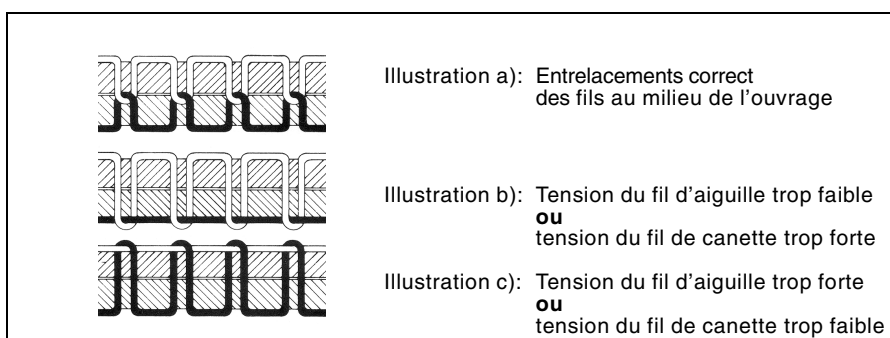 Illustration a): Entrelacements correct
des fils au milieu de l'ouvrage
Illustration b): Tension du fil d'aiguille trop faible
ou
tension du fil de canette trop forte
Illustration c): Tension du fil d'aiguille trop forte
ou
tension du fil de canette trop faible